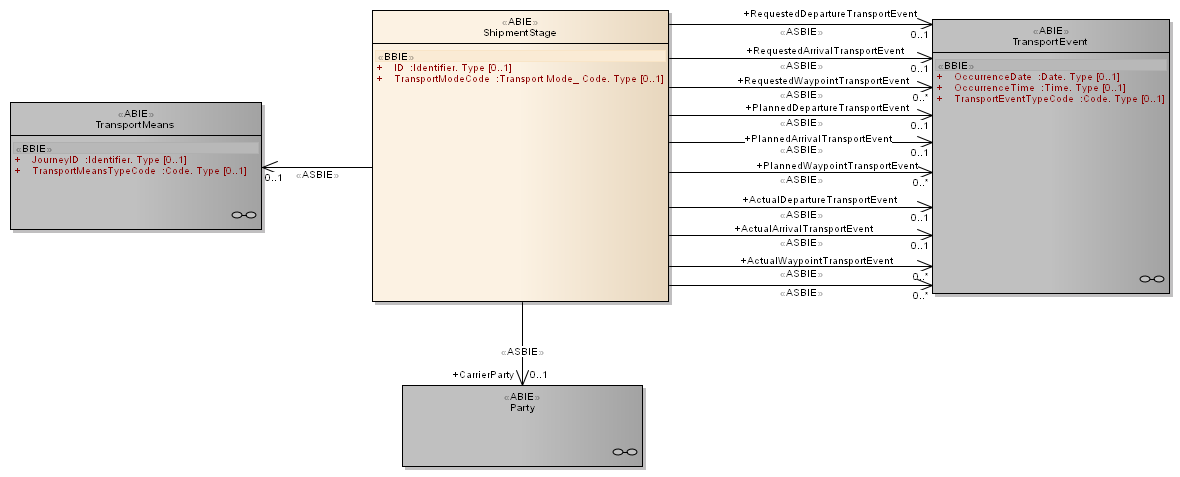 «ABIE»
ShipmentStage
«BBIE»
+ ID :Identifier. Type [0..1]
+ TransportModeCode :Transport Mode_ Code. Type [0..1]
«ABIE»
TransportMeans
«BBIE»
+ JourneyID :Identifier. Type [0..1]
+ TransportMeansTypeCode :Code. Type [0..1]
0..1
«ASBIE»
+RequestedDepartureTransportEvent
«ASBIE»
0..1
+RequestedArrivalTransportEvent
«ASBIE»
0..1
+RequestedWaypointTransportEvent
«ASBIE»
0..*
+PlannedDepartureTransportEvent
«ASBIE»
0..1
+PlannedArrivalTransportEvent
«ASBIE»
0..1
+PlannedWaypointTransportEvent
«ASBIE»
0..*
+ActualDepartureTransportEvent
«ASBIE»
0..1
+ActualArrivalTransportEvent
«ASBIE»
0..1
+ActualWaypointTransportEvent
«ASBIE»
0..*
«ASBIE»
0..*
«ABIE»
TransportEvent
«BBIE»
+ OccurrenceDate :Date. Type [0..1]
+ OccurrenceTime :Time. Type [0..1]
+ TransportEventTypeCode :Code. Type [0..1]
«ASBIE»
+CarrierParty 0..1
«ABIE»
Party